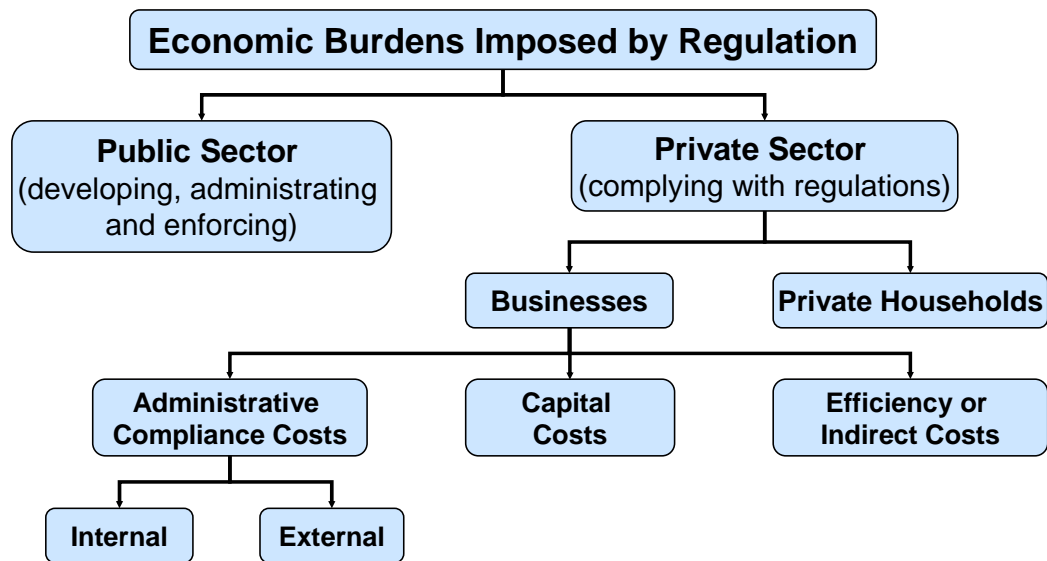 Economic Burdens Imposed by Regulation
Public Sector
(developing, administrating
and enforcing)
Private Sector
(complying with regulations)
Businesses
Private Households
Administrative
Compliance Costs
Capital
Costs
Efficiency or
Indirect Costs
Internal
External